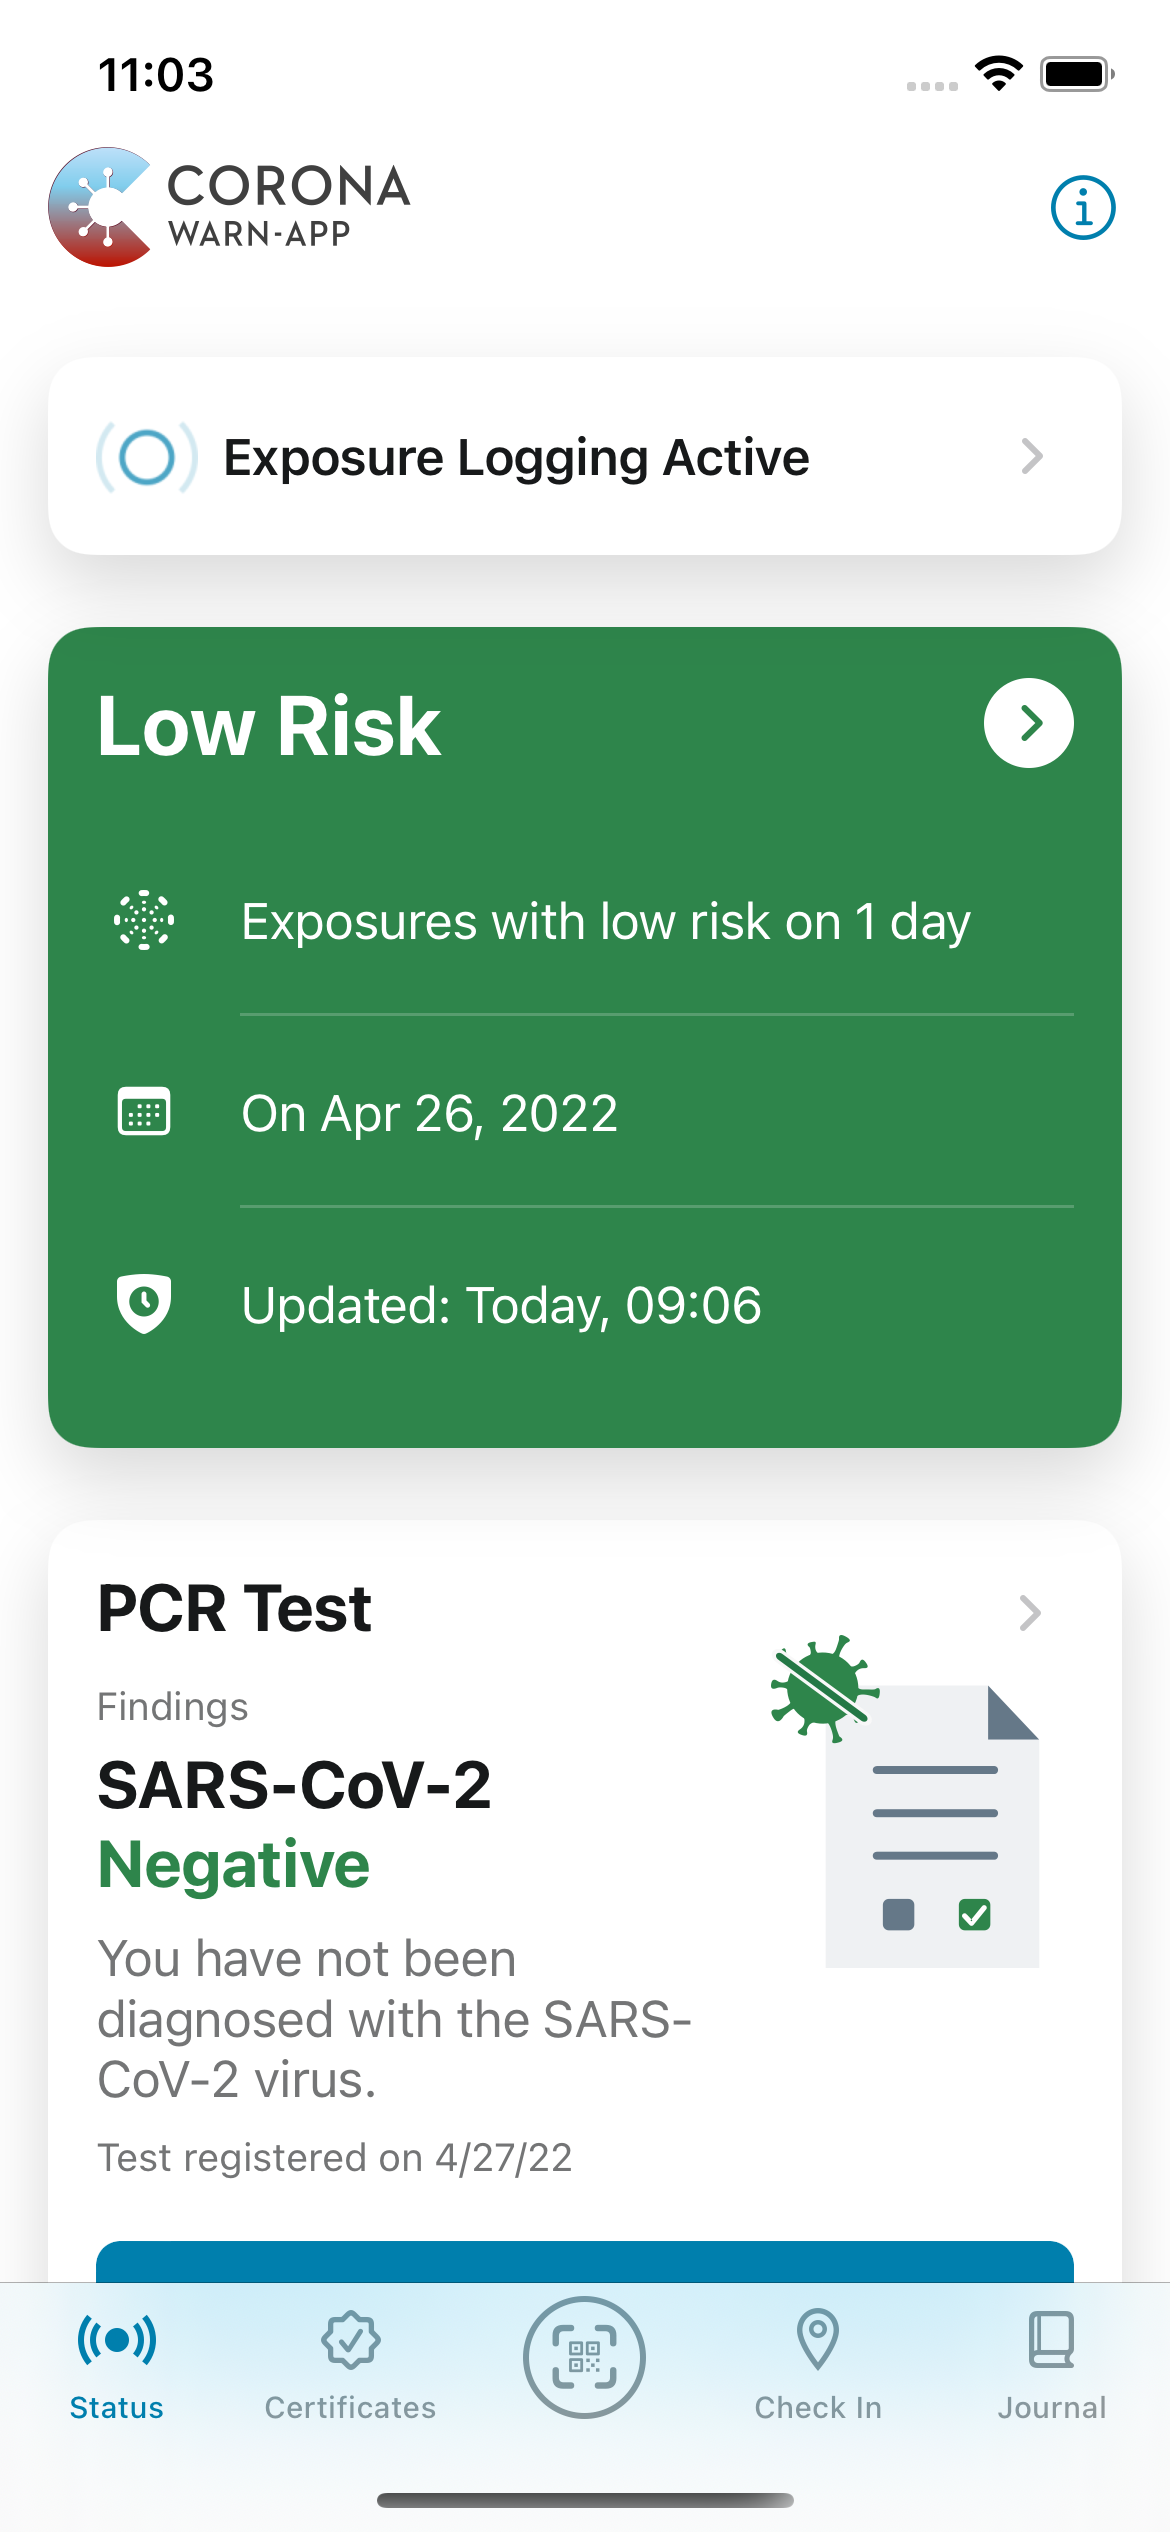 11:03
CORONA
WARN-APP
Exposure Logging Active
Low Risk
Exposures with low risk on 1 day
On Apr 26, 2022
Updated: Today, 09:06
PCR Test
Findings
SARS-CoV-2
Negative
You have not been
diagnosed with the SARS-
CoV-2 virus.
Test registered on 4/27/22
Status
Certificates
Check In
Journal